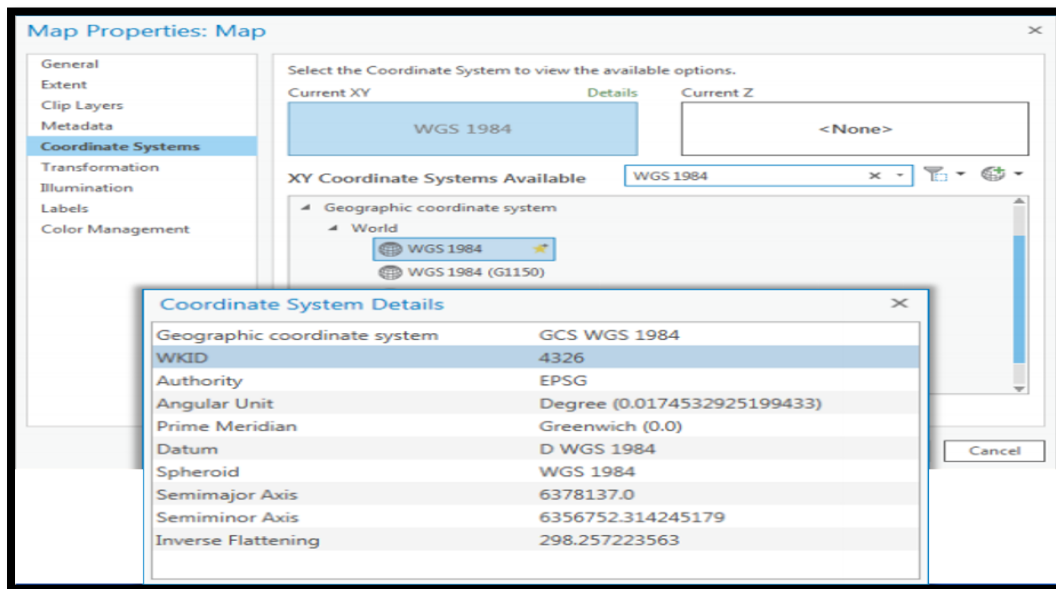 Map Properties: Map
General
Extent
Clip Layers
Metadata
Coordinate Systems
Transformation
Illumination
Labels
Color Management
Select the Coordinate System to view the available options.
Current XY Details Current Z
WGS 1984 <None>
XY Coordinate Systems Available WGS 1984
Geographic coordinate system
World
WGS 1984
WGS 1984 (G1150)
Cancel
Coordinate System Details
Geographic coordinate system GCS WGS 1984
WKID 4326
Authority EPSG
Angular Unit Degree (0.0174532925199433)
Prime Meridian Greenwich (0.0)
Datum D WGS 1984
Spheroid WGS 1984
Semimajor Axis 6378137.0
Semiminor Axis 6356752.314245179
Inverse Flattening 298.257223563